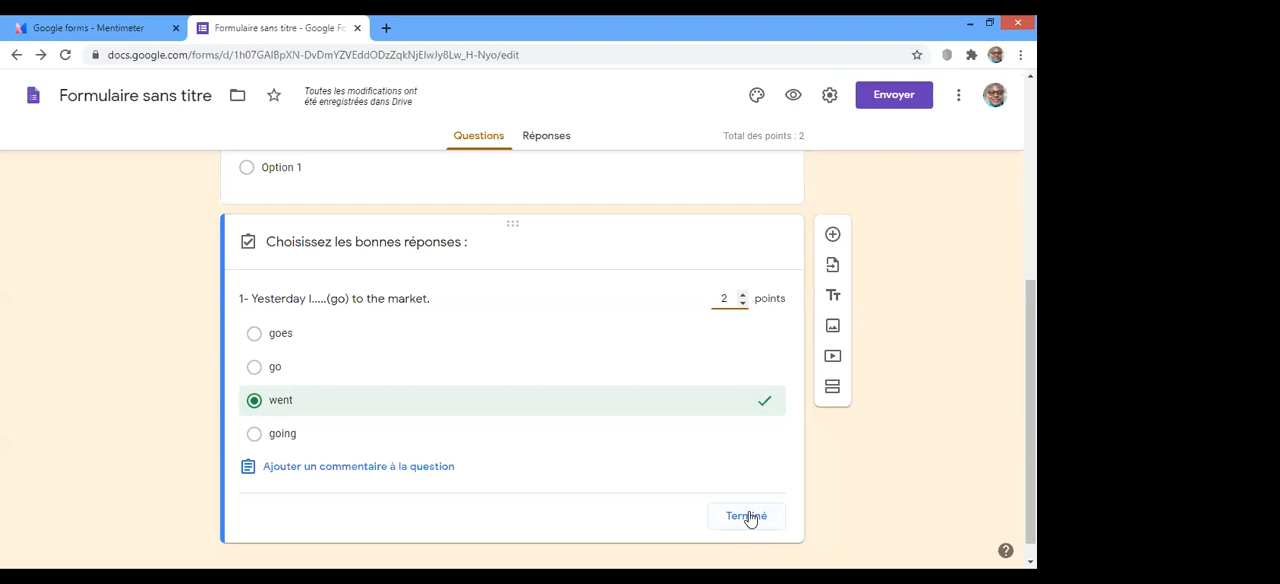 Google forms - Mentimeter
Formulaire sans titre - Google Fo
docs.google.com/forms/d/1h07GAIBpXN-DvDmYZVEddODzZqkNjElwJy8Lw_H-Nyo/edit
Formulaire sans titre
Toutes les modifications ont
été enregistrées dans Drive
Envoyer
Questions
Réponses
Total des points : 2
Option 1
Choisissez les bonnes réponses :
1- Yesterday I.....(go) to the market.
2 points
goes
go
went
going
Ajouter un commentaire à la question
Terminé